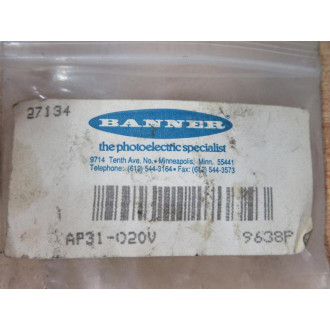 27134
BANNER
the photoelectric specialist
9714 Tenth Ave. No. • Minneapolis, Minn. 55441
Telephone: (612) 544-3164 • Fax: (612) 544-3573
AP31-020V
9638P